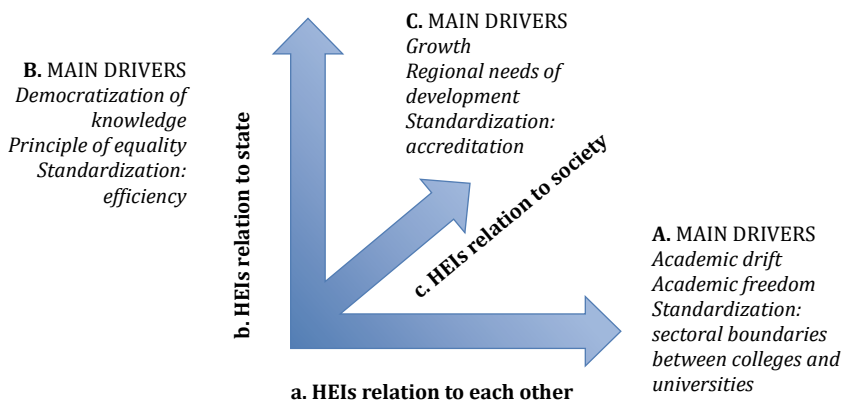 C. MAIN DRIVERS
Growth
Regional needs of
development
Standardization:
accreditation
B. MAIN DRIVERS
Democratization of
knowledge
Principle of equality
Standardization:
efficiency
b. HEIs relation to state
c. HEIs relation to society
A. MAIN DRIVERS
Academic drift
Academic freedom
Standardization:
sectoral boundaries
between colleges and
universities
a. HEIs relation to each other